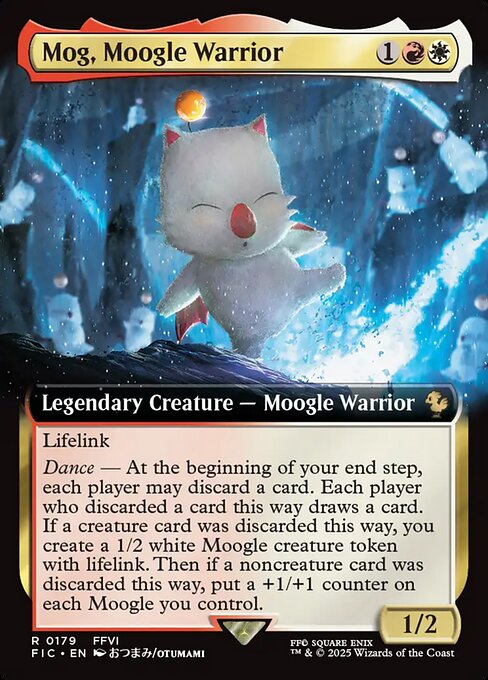 Mog, Moogle Warrior 1
Legendary Creature — Moogle Warrior
Lifelink
Dance — At the beginning of your end step,
each player may discard a card. Each player
who discarded a card this way draws a card.
If a creature card was discarded this way, you
create a 1/2 white Moogle creature token
with lifelink. Then if a noncreature card was
discarded this way, put a +1/+1 counter on
each Moogle you control.
1/2
R 0179 FFVI
FIC • EN おつまみ/OTUMAMI
FF© SQUARE ENIX
™ & © 2025 Wizards of the Coast